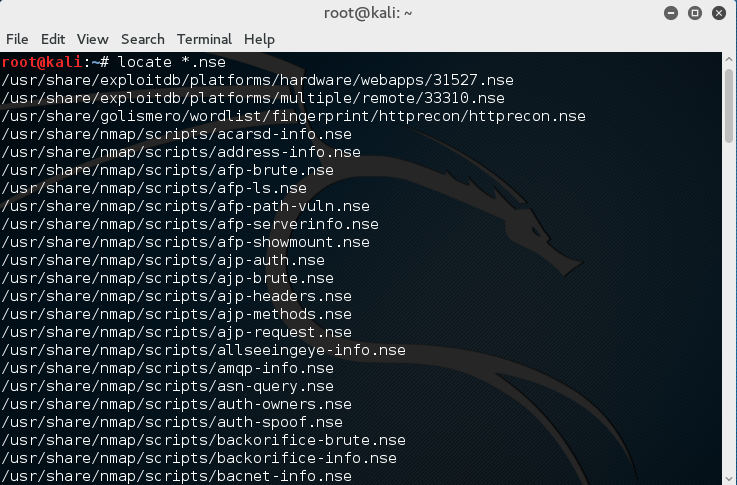 root@kali: ~
File Edit View Search Terminal Help
root@kali:~# locate *.nse
/usr/share/exploitdb/platforms/hardware/webapps/31527.nse
/usr/share/exploitdb/platforms/multiple/remote/33310.nse
/usr/share/golismero/wordlist/fingerprint/httprecon/httprecon.nse
/usr/share/nmap/scripts/acarsd-info.nse
/usr/share/nmap/scripts/address-info.nse
/usr/share/nmap/scripts/afp-brute.nse
/usr/share/nmap/scripts/afp-ls.nse
/usr/share/nmap/scripts/afp-path-vuln.nse
/usr/share/nmap/scripts/afp-serverinfo.nse
/usr/share/nmap/scripts/afp-showmount.nse
/usr/share/nmap/scripts/ajp-auth.nse
/usr/share/nmap/scripts/ajp-brute.nse
/usr/share/nmap/scripts/ajp-headers.nse
/usr/share/nmap/scripts/ajp-methods.nse
/usr/share/nmap/scripts/ajp-request.nse
/usr/share/nmap/scripts/allseeingeye-info.nse
/usr/share/nmap/scripts/amqp-info.nse
/usr/share/nmap/scripts/asn-query.nse
/usr/share/nmap/scripts/auth-owners.nse
/usr/share/nmap/scripts/auth-spoof.nse
/usr/share/nmap/scripts/backorifice-brute.nse
/usr/share/nmap/scripts/backorifice-info.nse
/usr/share/nmap/scripts/bacnet-info.nse